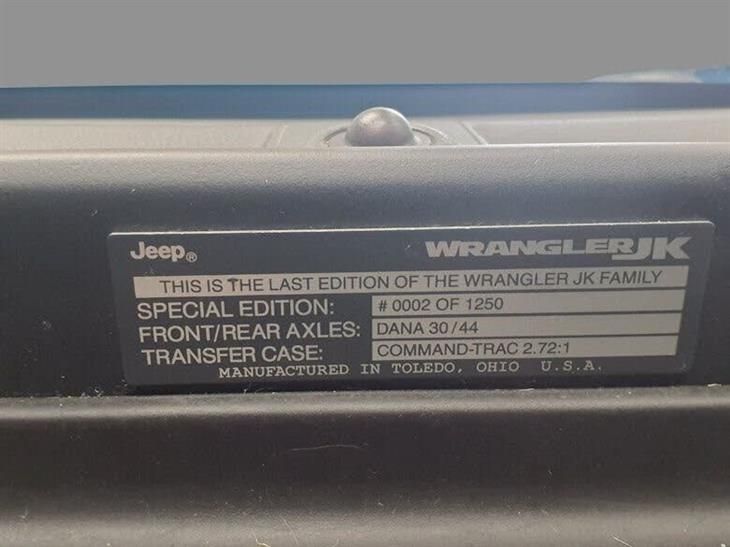 Jeep® WRANGLER JK
THIS IS THE LAST EDITION OF THE WRANGLER JK FAMILY
SPECIAL EDITION: # 0002 OF 1250
FRONT/REAR AXLES: DANA 30/44
TRANSFER CASE: COMMAND-TRAC 2.72:1
MANUFACTURED IN TOLEDO, OHIO U.S.A.